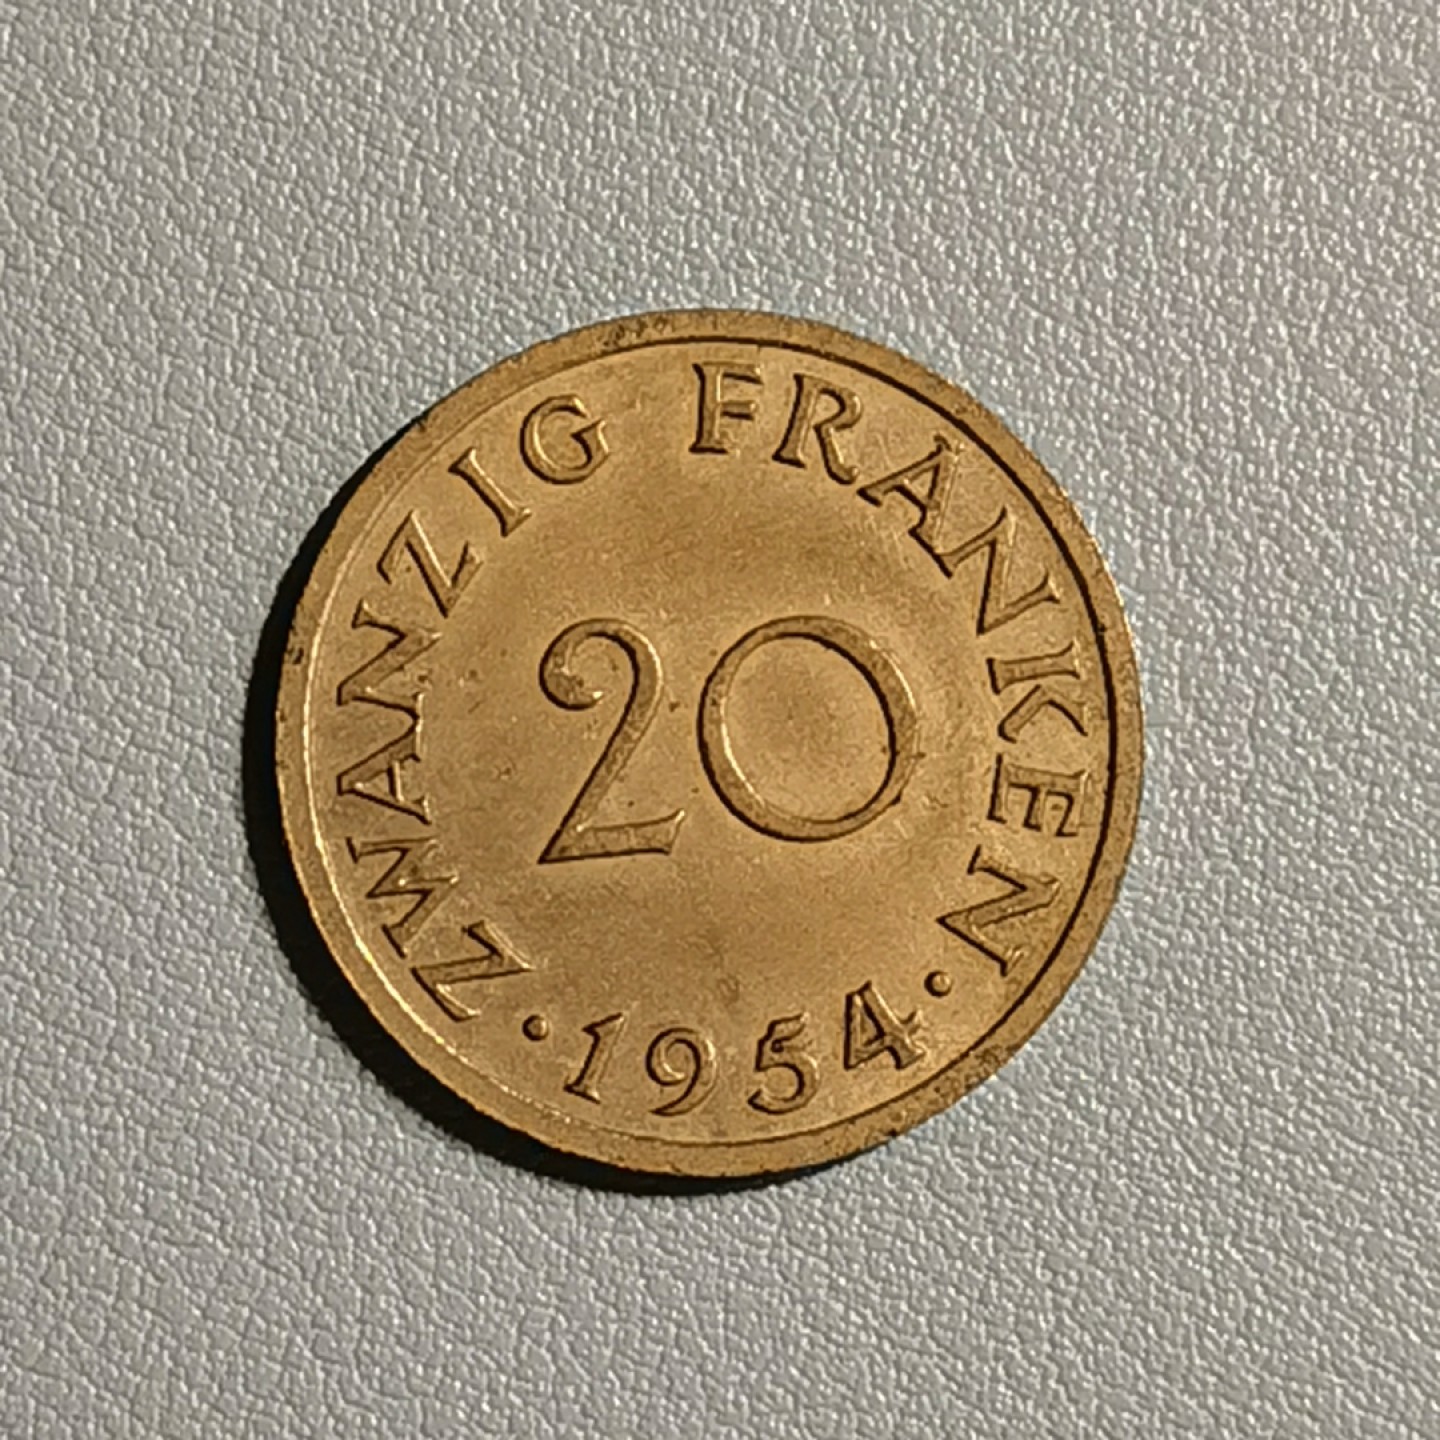 ZWANZIG FRANKEN
20
· 1954 ·